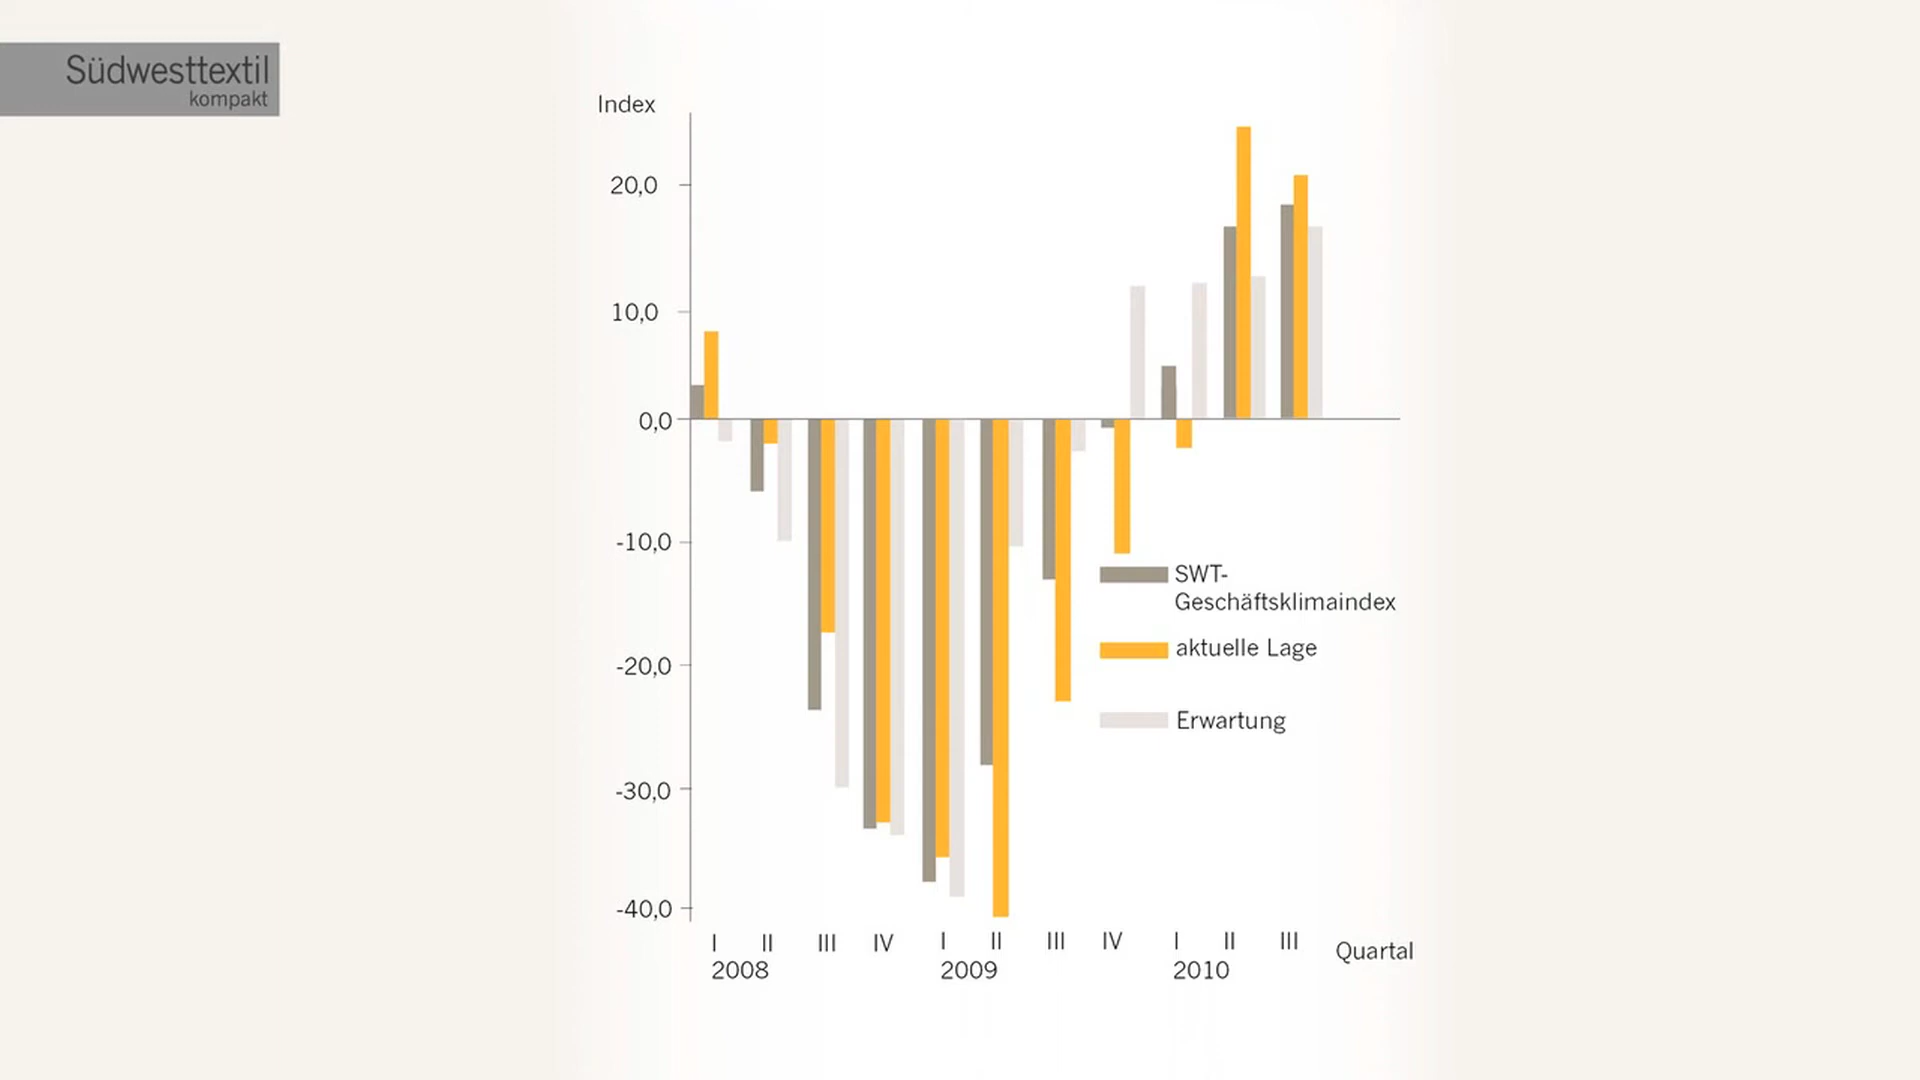 Südwesttextil
kompakt
Index
20,0
10,0
0,0
-10,0
-20,0
-30,0
-40,0
SWT-
Geschäftsklimaindex
aktuelle Lage
Erwartung
I II III IV I II III IV I II III
Quartal
2008 2009 2010